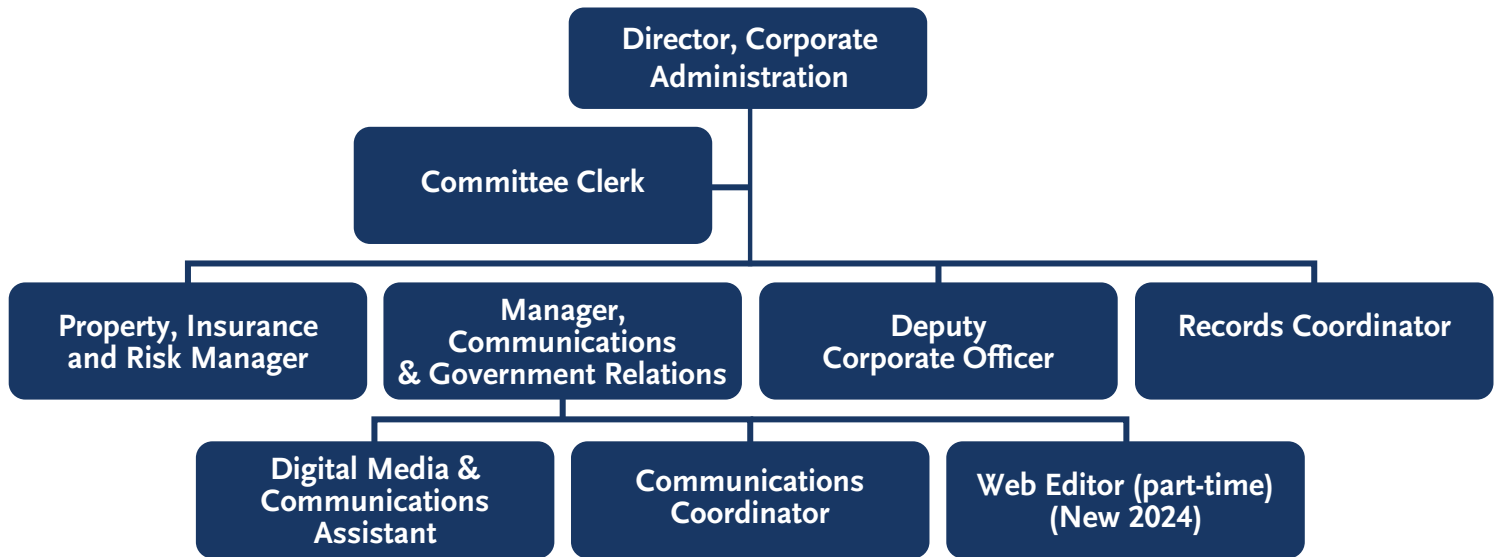 Director, Corporate
Administration
Committee Clerk
Property, Insurance
and Risk Manager
Manager,
Communications
& Government Relations
Deputy
Corporate Officer
Records Coordinator
Digital Media &
Communications
Assistant
Communications
Coordinator
Web Editor (part-time)
(New 2024)